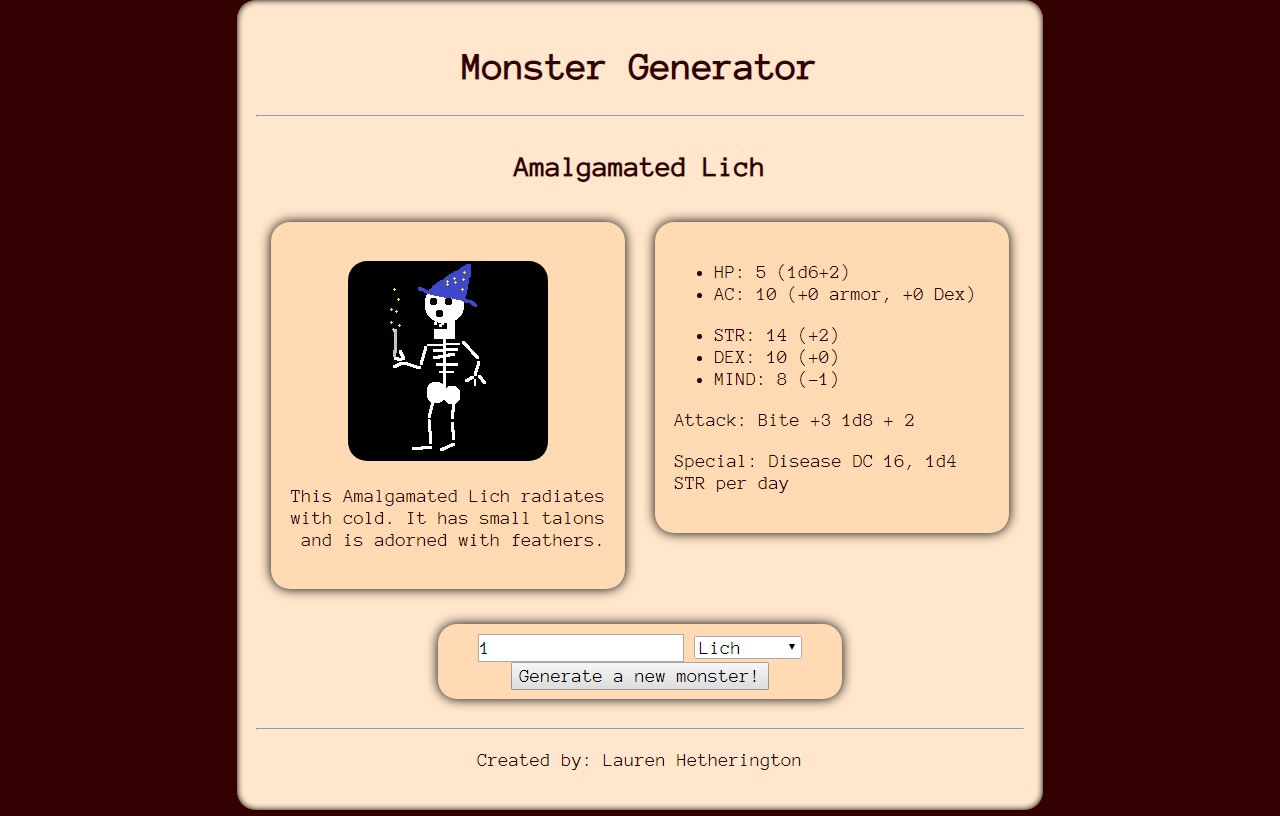 Monster Generator
Amalgamated Lich
This Amalgamated Lich radiates
with cold. It has small talons
and is adorned with feathers.
• HP: 5 (1d6+2)
• AC: 10 (+0 armor, +0 Dex)
• STR: 14 (+2)
• DEX: 10 (+0)
• MIND: 8 (-1)
Attack: Bite +3 1d8 + 2
Special: Disease DC 16, 1d4
STR per day
1 Lich
Generate a new monster!
Created by: Lauren Hetherington